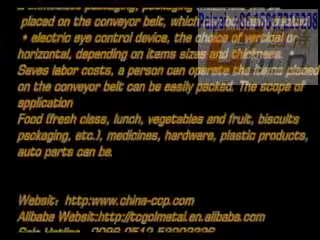 placed on the conveyor belt, which
• electric eye control device, the choice of vertical or
horizontal, depending on items sizes and thickness.
Saves labor costs, a person can operate the items placed
on the conveyor belt can be easily packed. The scope of
application
Food (fresh class, lunch, vegetables and fruit, biscuits
packaging, etc.), medicines, hardware, plastic products,
auto parts can be.
Websit: http:www.china-ccp.com
Alibaba Websit:http://tcgolmetal.en.alibaba.com